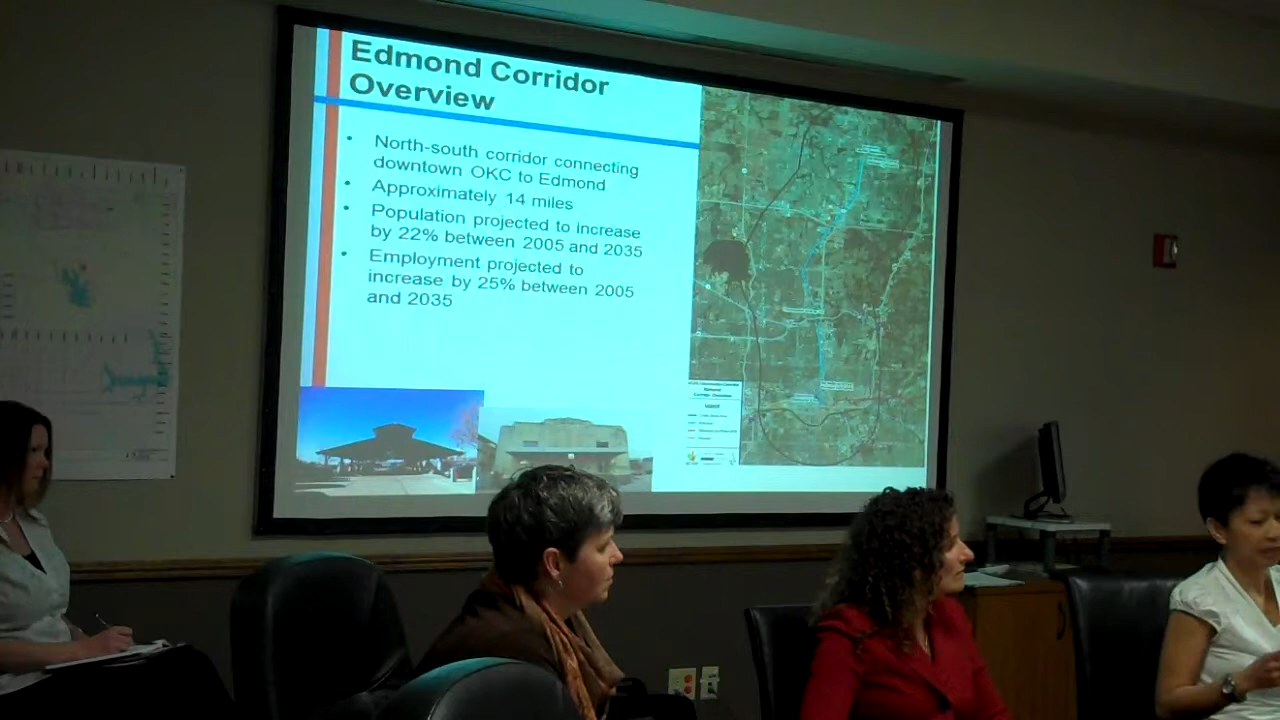 Edmond Corridor
Overview
• North-south corridor connecting
downtown OKC to Edmond
• Approximately 14 miles
• Population projected to increase
by 22% between 2005 and 2035
• Employment projected to
increase by 25% between 2005
and 2035